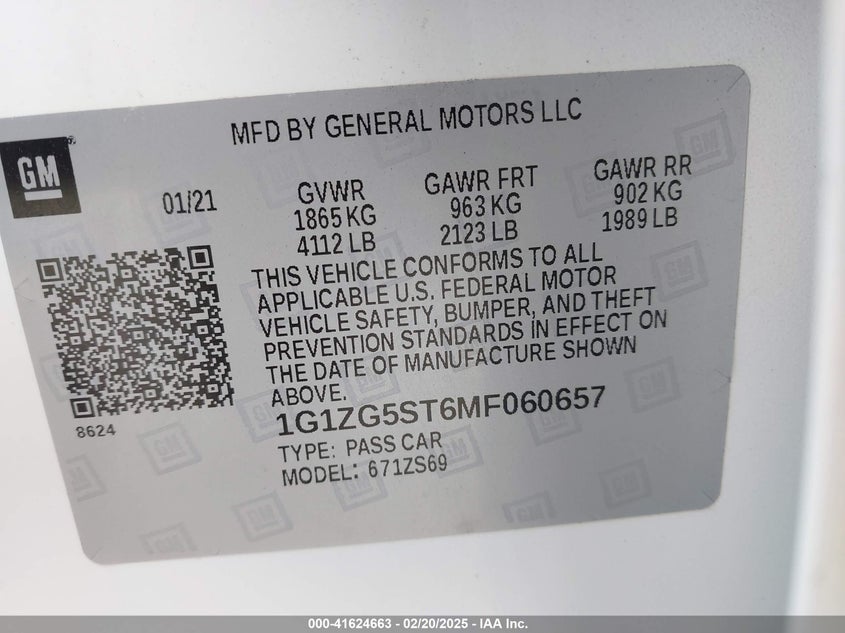 MFD BY GENERAL MOTORS LLC
GM
01/21
GVWR
1865 KG
4112 LB
GAWR FRT
963 KG
2123 LB
GAWR RR
902 KG
1989 LB
THIS VEHICLE CONFORMS TO ALL
APPLICABLE U.S. FEDERAL MOTOR
VEHICLE SAFETY, BUMPER, AND THEFT
PREVENTION STANDARDS IN EFFECT ON
THE DATE OF MANUFACTURE SHOWN
ABOVE.
8624
1G1ZG5ST6MF060657
TYPE: PASS CAR
MODEL: 671ZS69
000-41624663 - 02/20/2025 - IAA Inc.